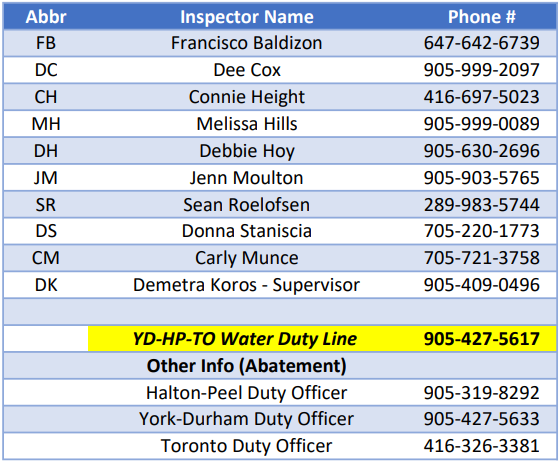 Abbr Inspector Name Phone #
FB Francisco Baldizon 647-642-6739
DC Dee Cox 905-999-2097
CH Connie Height 416-697-5023
MH Melissa Hills 905-999-0089
DH Debbie Hoy 905-630-2696
JM Jenn Moulton 905-903-5765
SR Sean Roelofsen 289-983-5744
DS Donna Staniscia 705-220-1773
CM Carly Munce 705-721-3758
DK Demetra Koros - Supervisor 905-409-0496
YD-HP-TO Water Duty Line 905-427-5617
Other Info (Abatement)
Halton-Peel Duty Officer 905-319-8292
York-Durham Duty Officer 905-427-5633
Toronto Duty Officer 416-326-3381